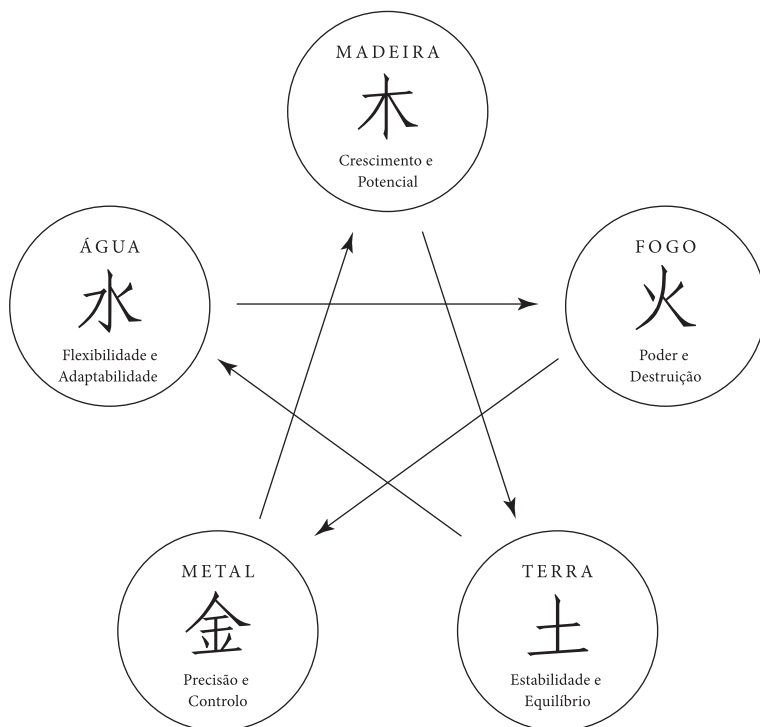 MADEIRA
木
Crescimento e
Potencial
ÁGUA
水
Flexibilidade e
Adaptabilidade
FOGO
火
Poder e
Destruição
METAL
金
Precisão e
Controlo
TERRA
土
Estabilidade e
Equilíbrio